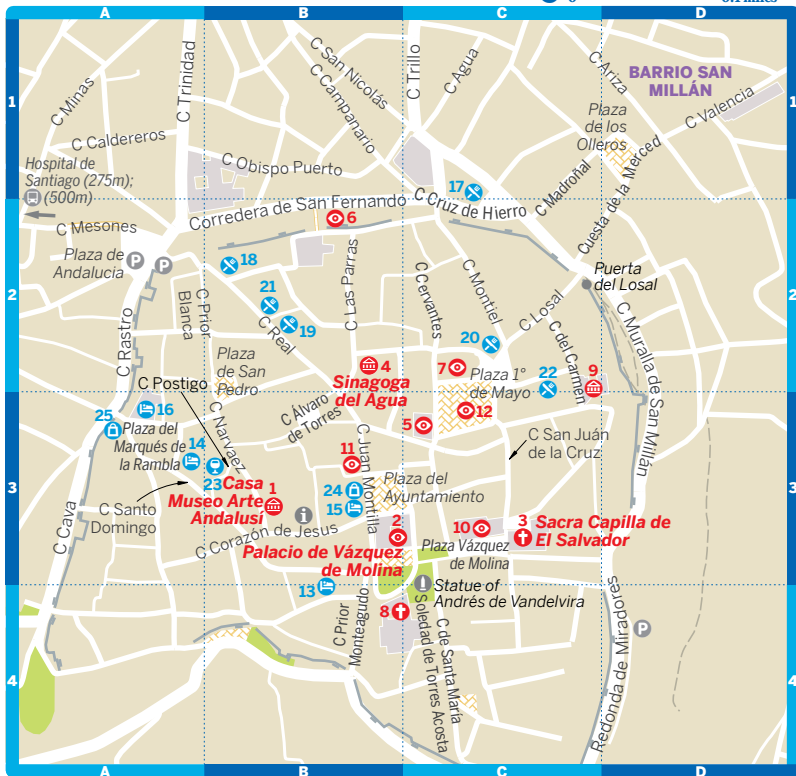 0.1 miles
A
B
C
D
1
C Minas
C Trinidad
C San Nicolás
C Campanario
C Trillo
C Agua
C Ariza
BARRIO SAN
MILLÁN
C Valencia
Plaza
de los
Olleros
1
C Caldereros
C Obispo Puerto
Hospital de
Santiago (275m);
(500m)
17
C Madroñal
Cuesta de la Merced
C Mesones
Corredera de San Fernando
6
C Cruz de Hierro
Plaza de
Andalucía
P
P
18
C Las Parras
Puerta
del Losal
2
C Rastro
C Prior
Blanca
21
19
C Real
C Cervantes
C Montiel
20
C Losal
2
Plaza
de San
Pedro
4
Sinagoga
del Agua
7
Plaza 1º
de Mayo
22
C del Carmen
9
C Muralla de San Millán
C Postigo
16
25
Plaza del
Marqués de
la Rambla
14
C Narvaez
C Álvaro
de Torres
5
12
C San Juán
de la Cruz
3
C Cava
C Santo
Domingo
23
Casa
Museo Arte
Andalusí
1
11
24
15
C Juan Montilla
Plaza del
Ayuntamiento
3
i
C Corazón de Jesus
2
Palacio de Vázquez
de Molina
10
Plaza Vázquez
de Molina
3
Sacra Capilla de
El Salvador
13
Statue of
Andrés de Vandelvira
8
C Prior
Monteagudo
Soledad de Torres Acosta
C de Santa María
Redonda de Miradores
P
4
4
A
B
C
D